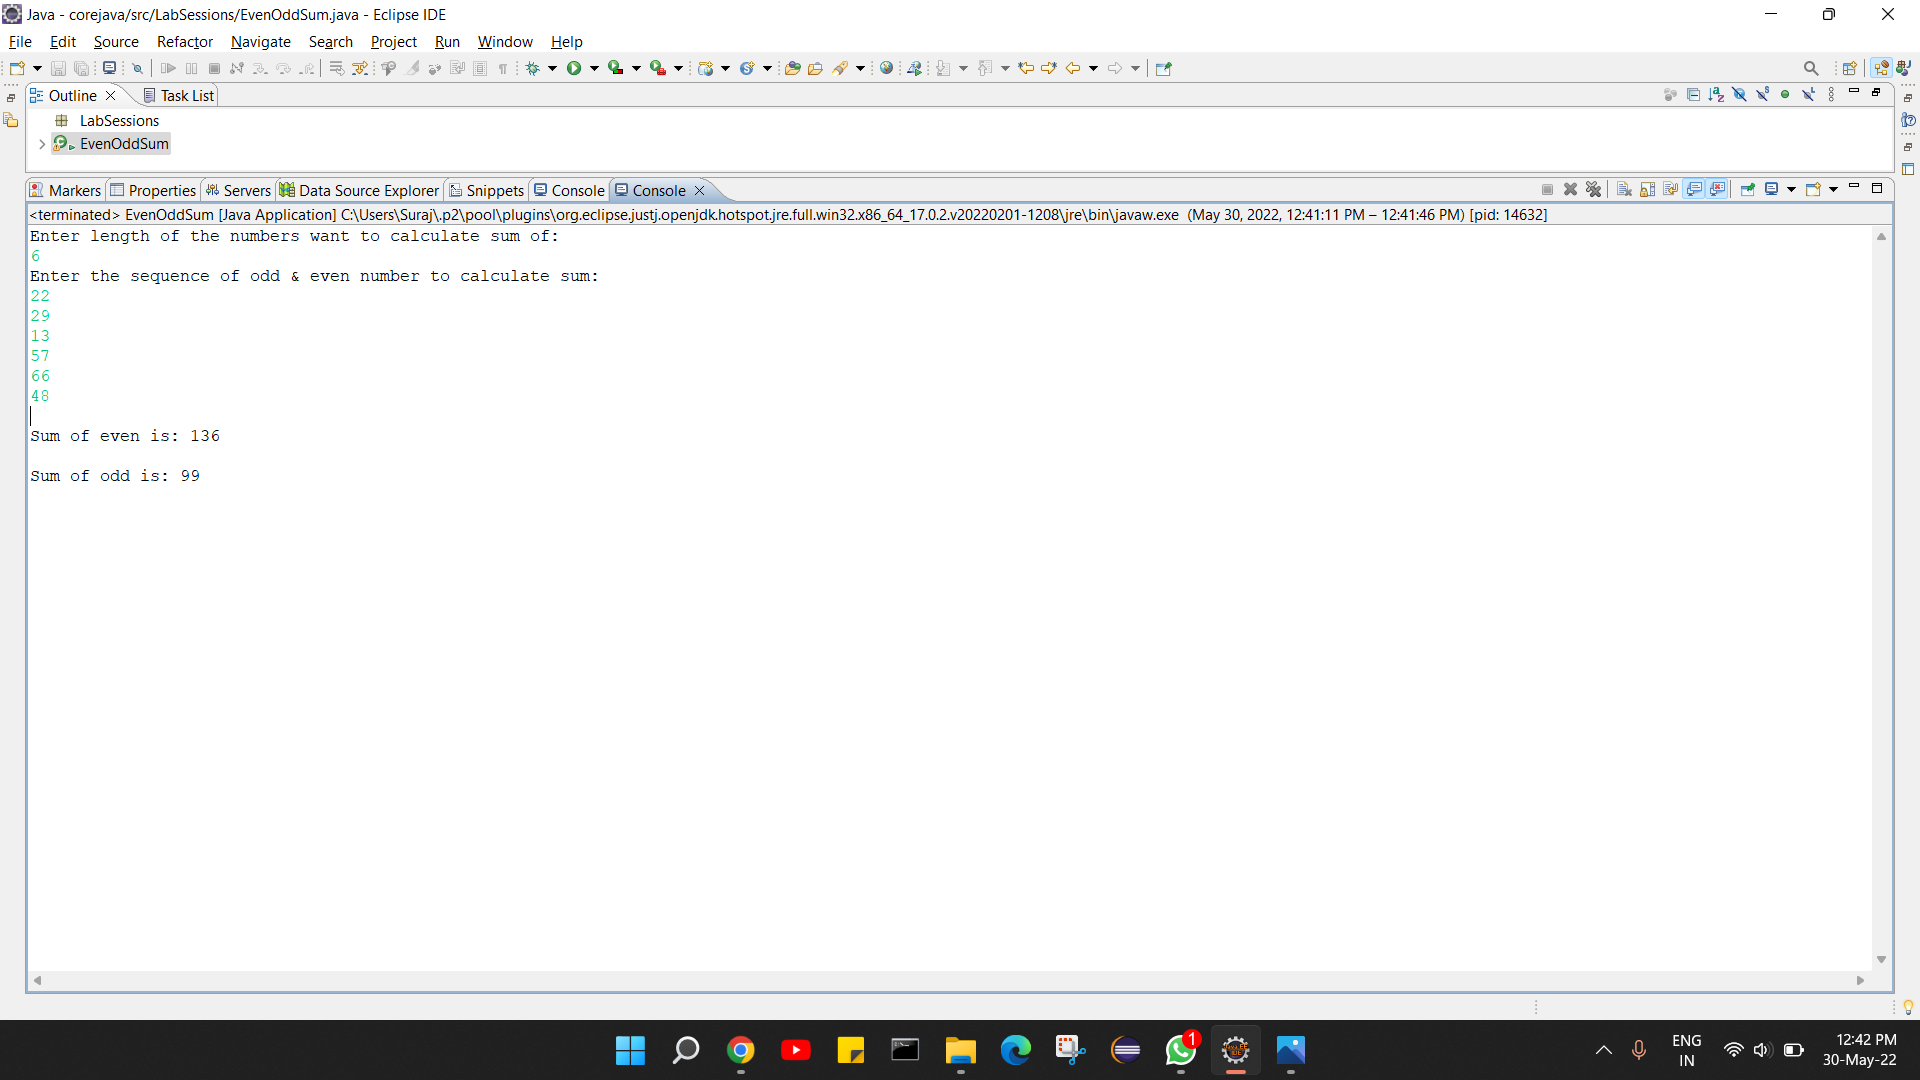 Java - corejava/src/LabSessions/EvenOddSum.java - Eclipse IDE
File Edit Source Refactor Navigate Search Project Run Window Help
Outline Task List
LabSessions
EvenOddSum
Markers Properties Servers Data Source Explorer Snippets Console Console
<terminated> EvenOddSum [Java Application] C:\Users\Suraj\.p2\pool\plugins\org.eclipse.justj.openjdk.hotspot.jre.full.win32.x86_64_17.0.2.v20220201-1208\jre\bin\javaw.exe (May 30, 2022, 12:41:11 PM – 12:41:46 PM) [pid: 14632]
Enter length of the numbers want to calculate sum of:
6
Enter the sequence of odd & even number to calculate sum:
22
29
13
57
66
48
Sum of even is: 136
Sum of odd is: 99
1
ENG
IN
12:42 PM
30-May-22